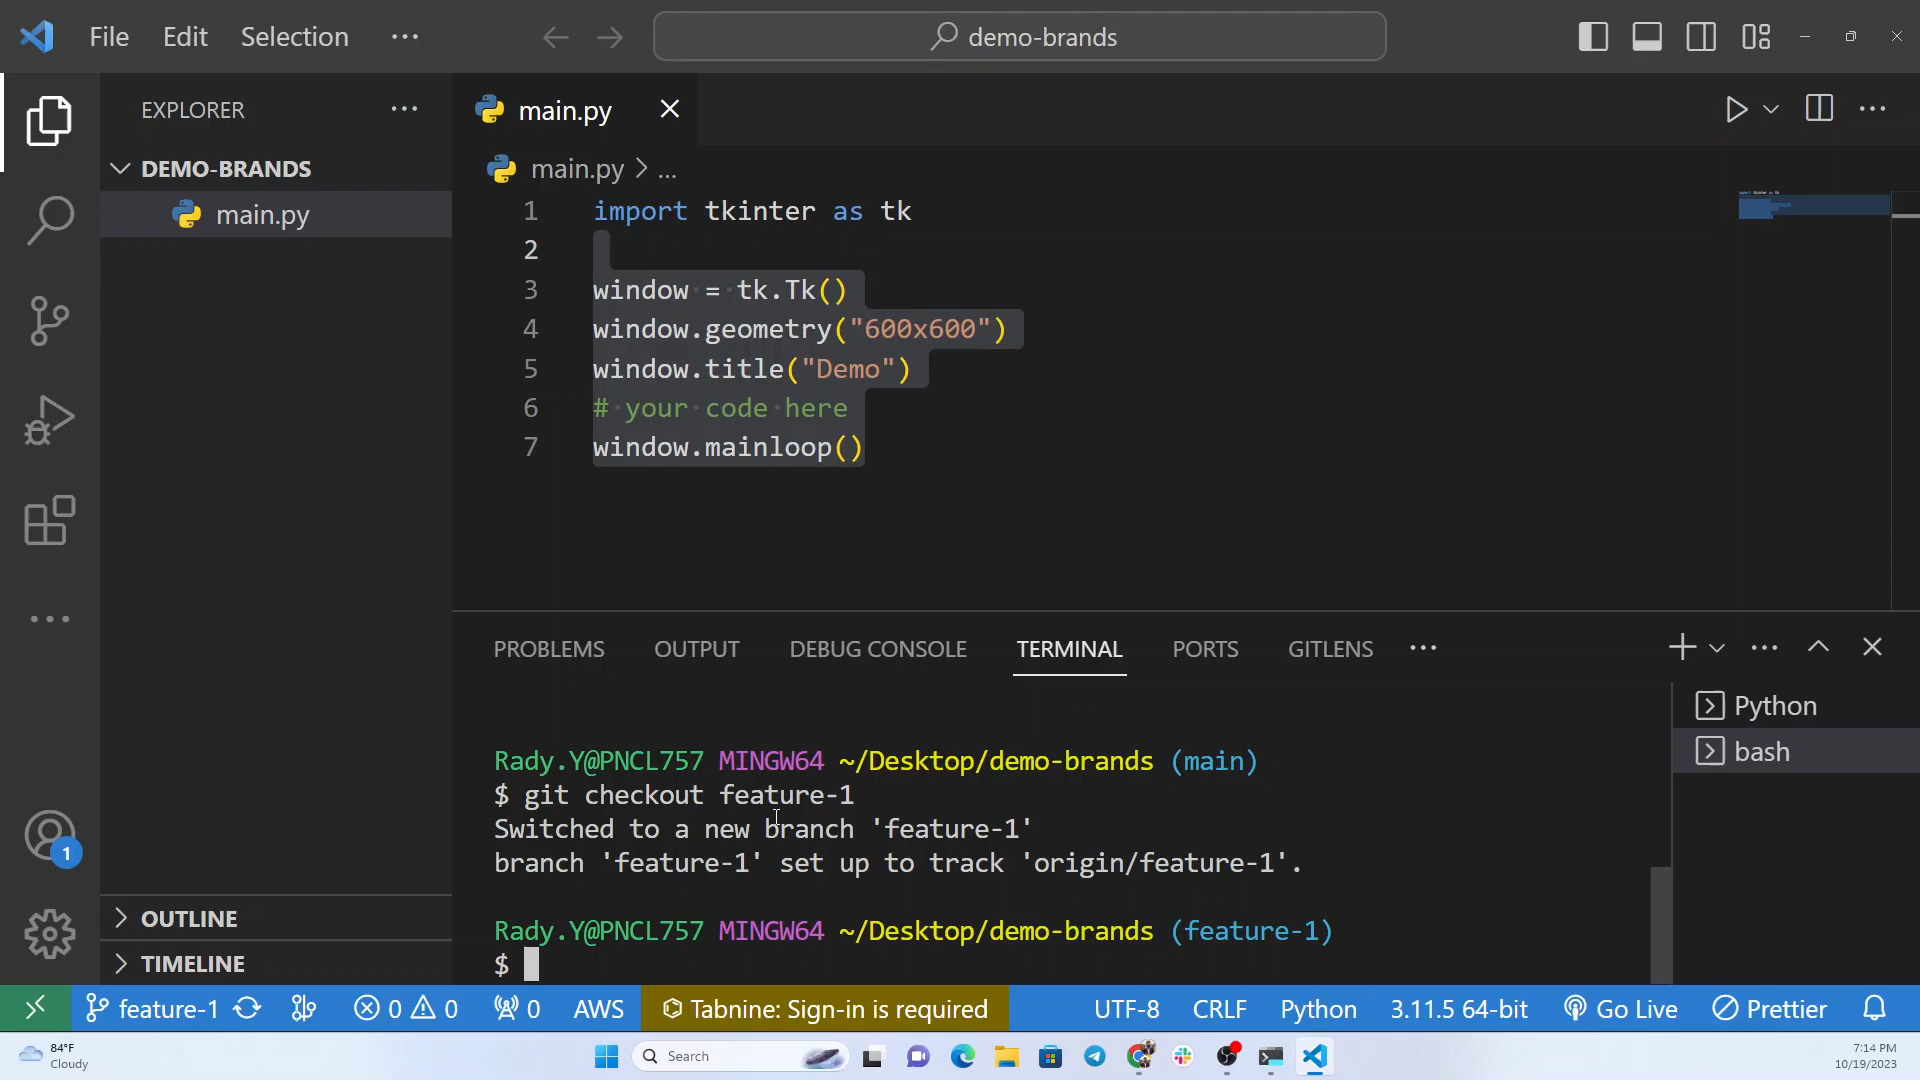 File Edit Selection ··· demo-brands
EXPLORER ···
main.py
DEMO-BRANDS
main.py > ...
main.py
1 import tkinter as tk
2
3 window = tk.Tk()
4 window.geometry("600x600")
5 window.title("Demo")
6 # your code here
7 window.mainloop()
PROBLEMS OUTPUT DEBUG CONSOLE TERMINAL PORTS GITLENS ···
Python
bash
Rady.Y@PNCL757 MINGW64 ~/Desktop/demo-brands (main)
$ git checkout feature-1
Switched to a new branch 'feature-1'
branch 'feature-1' set up to track 'origin/feature-1'.
Rady.Y@PNCL757 MINGW64 ~/Desktop/demo-brands (feature-1)
$
1
OUTLINE
TIMELINE
feature-1 0 0 0 AWS Tabnine: Sign-in is required UTF-8 CRLF Python 3.11.5 64-bit Go Live Prettier
84°F
Cloudy
Search
7:14 PM
10/19/2023